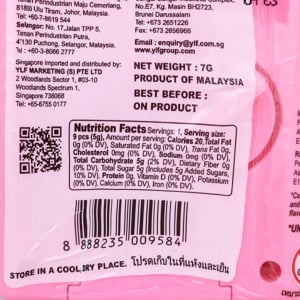 Taman Perindustrian Maju Cemerlang,
81800 Ulu Tiram, Johor, Malaysia.
Tel: +60-7-8619 544
Selangor: No.17, Jalan TPP 5,
Taman Perindustrian Putra,
47130 Puchong, Selangor, Malaysia.
Tel : +60-3-8066 2777
Singapore imported and distributed by:
YLF MARKETING (S) PTE LTD
2 Woodlands Sector 1, #03-
Woodlands Spectrum 1,
Singapore 738068
Tel: +65-6755 0177
No.E7, Kg. Masin BH2723,
Brunei Darussalam
Tel: +673 2651226
Fax: +673 2656966
Email : enquiry@ylf.com.sg
www.ylfgroup.com
NET WEIGHT : 7G
PRODUCT OF MALAYSIA
BEST BEFORE :
ON PRODUCT
Nutrition Facts Servings: 1, Serving size:
9 pcs (5g), Amount per serving: Calories 20, Total Fat
0g (0% DV), Saturated Fat 0g (0% DV), Trans Fat 0g,
Cholesterol 0mg (0% DV), Sodium 0mg (0% DV),
Total Carbohydrate 5g (2% DV), Dietary Fiber 0g
(0% DV), Total Sugar 5g (Includes 5g Added Sugars,
10% DV), Protein 0g, Vitamin D (0% DV), Potassium
(0% DV), Calcium (0% DV), Iron (0% DV).
8 888235 009584
STORE IN A COOL, DRY PLACE. โปรดเก็บในที่แห้งและเย็น